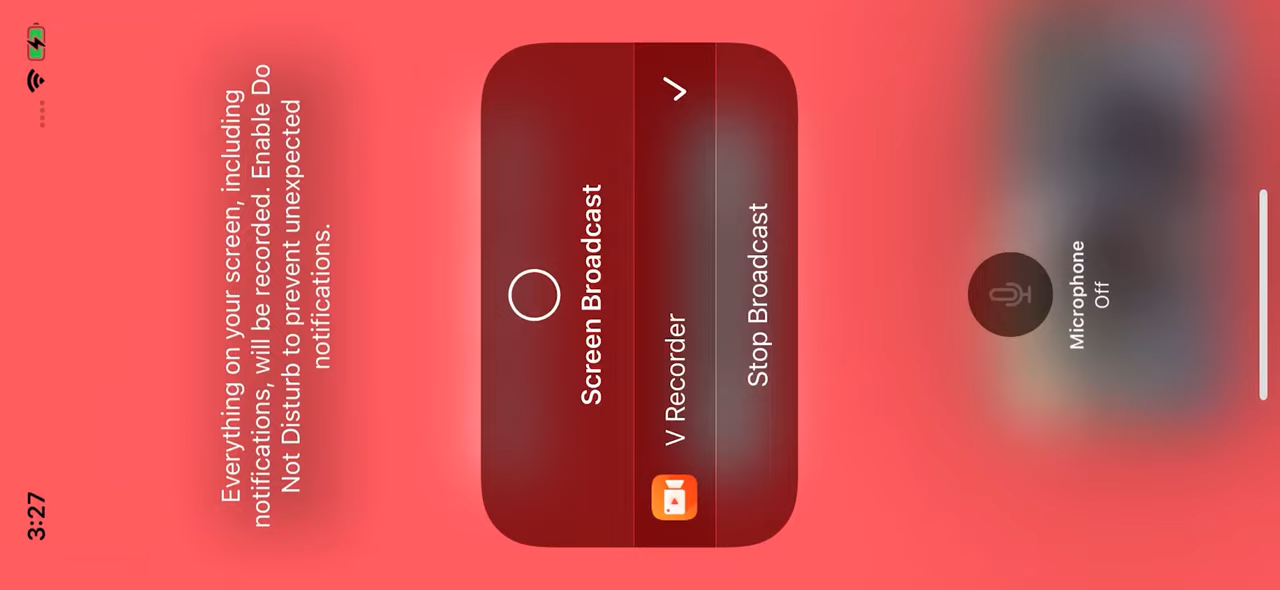 3:27
Everything on your screen, including
notifications, will be recorded. Enable Do
Not Disturb to prevent unexpected
notifications.
Screen Broadcast
V Recorder
Stop Broadcast
Microphone
Off